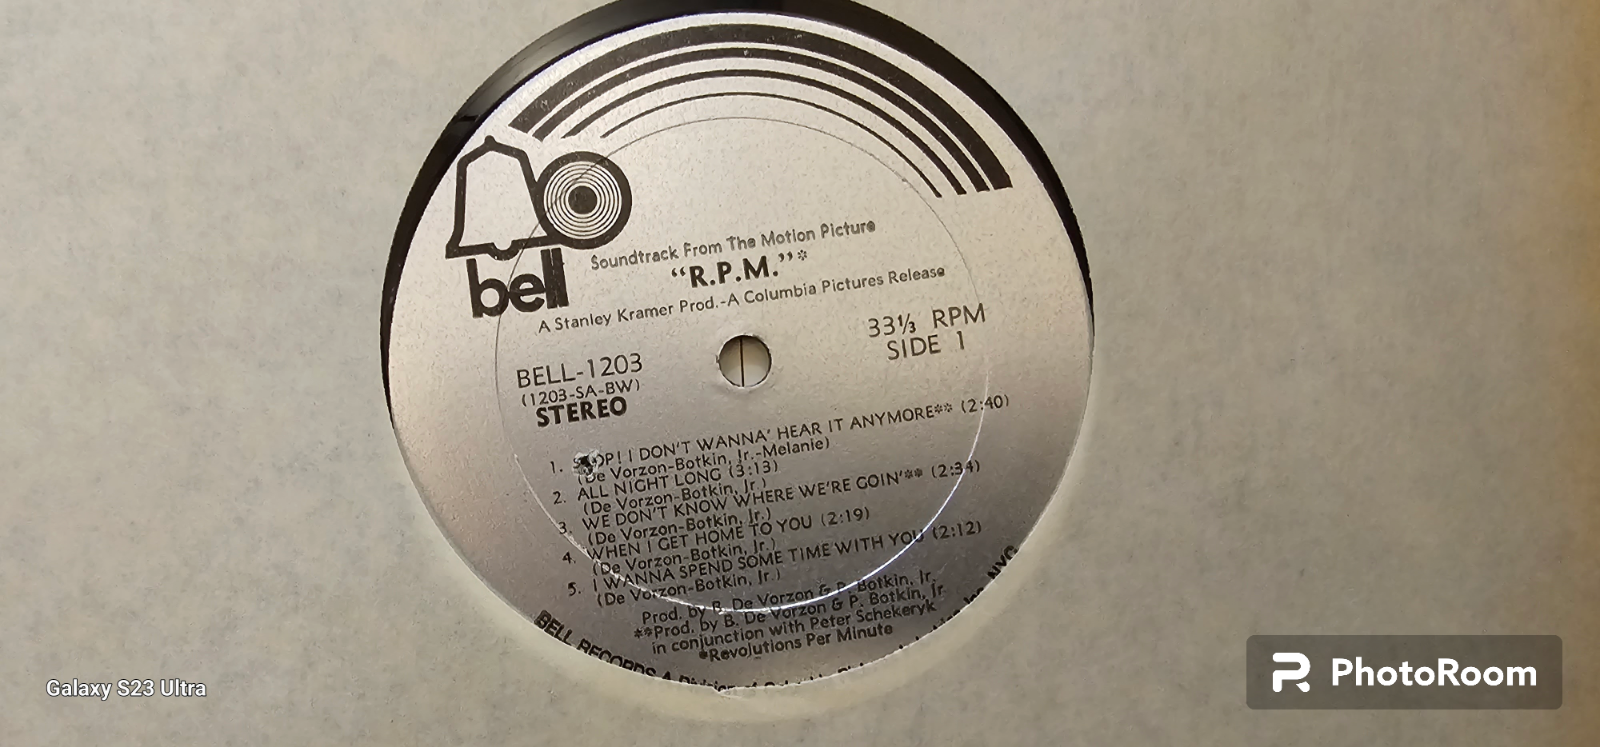 bell
Soundtrack From The Motion Picture
“R.P.M.”*
A Stanley Kramer Prod.-A Columbia Pictures Release
33⅓ RPM
SIDE 1
BELL-1203
(1203-SA-BW)
STEREO
1. STOP! I DON'T WANNA' HEAR IT ANYMORE** (2:40)
(De Vorzon-Botkin, Jr.-Melanie)
2. ALL NIGHT LONG (3:13)
(De Vorzon-Botkin, Jr.)
3. WE DON'T KNOW WHERE WE'RE GOIN'** (2:34)
(De Vorzon-Botkin, Jr.)
4. WHEN I GET HOME TO YOU (2:19)
(De Vorzon-Botkin, Jr.)
5. I WANNA SPEND SOME TIME WITH YOU (2:12)
(De Vorzon-Botkin, Jr.)
Prod. by B. De Vorzon & P. Botkin, Jr.
**Prod. by B. De Vorzon & P. Botkin, Jr.
in conjunction with Peter Schekeryk
*Revolutions Per Minute
BELL RECORDS A Division of NYC
Galaxy S23 Ultra
PhotoRoom